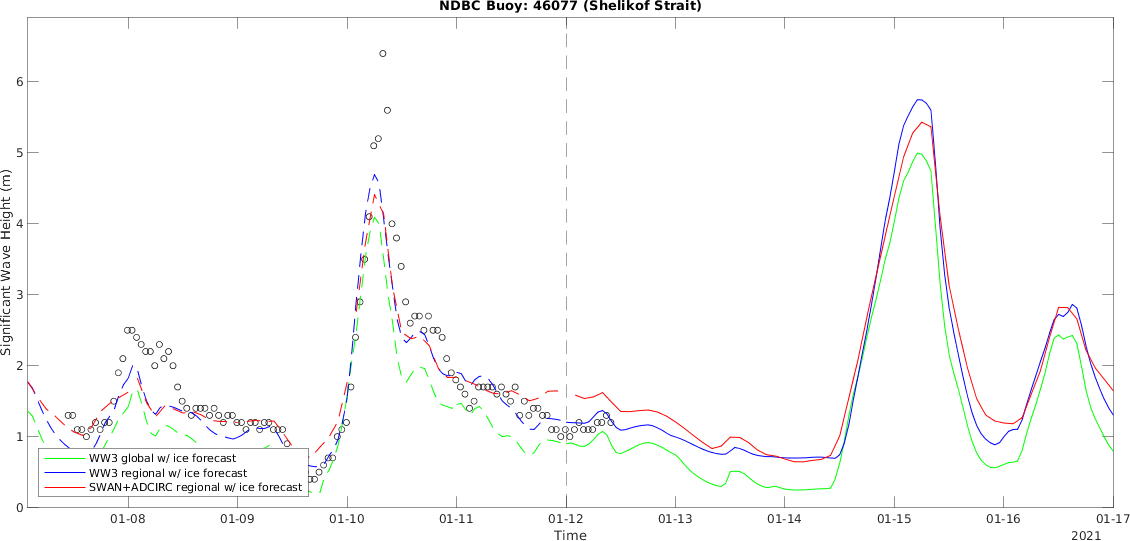 NDBC Buoy: 46077 (Shelikof Strait)
Significant Wave Height (m)
6
5
4
3
2
1
0
WW3 global w/ ice forecast
WW3 regional w/ ice forecast
SWAN+ADCIRC regional w/ ice forecast
01-08 01-09 01-10 01-11 01-12 01-13 01-14 01-15 01-16 01-17
Time
2021